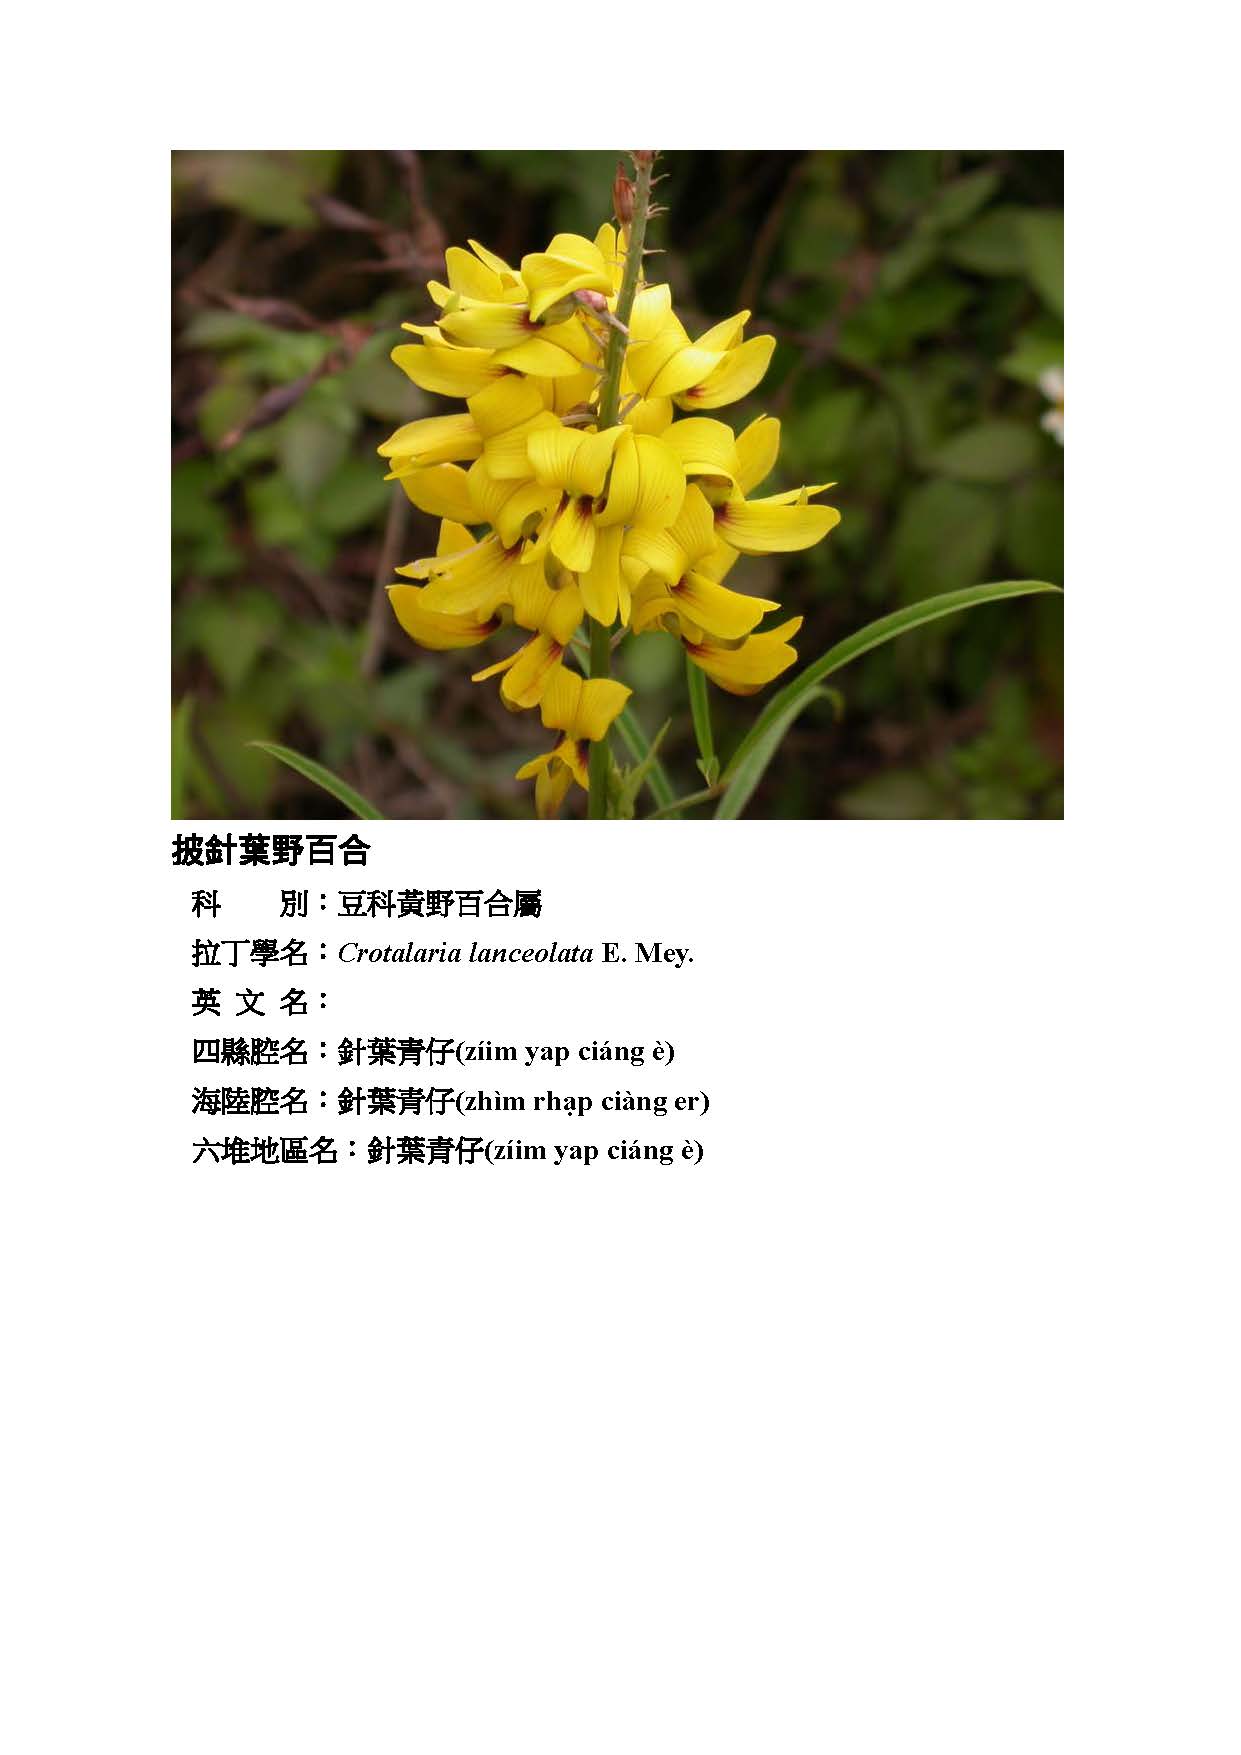 披針葉野百合
科　　別：豆科黃野百合屬
拉丁學名：Crotalaria lanceolata E. Mey.
英 文 名：
四縣腔名：針葉青仔(zíim yap ciáng è)
海陸腔名：針葉青仔(zhìm rhạp ciàng er)
六堆地區名：針葉青仔(zíim yap ciáng è)